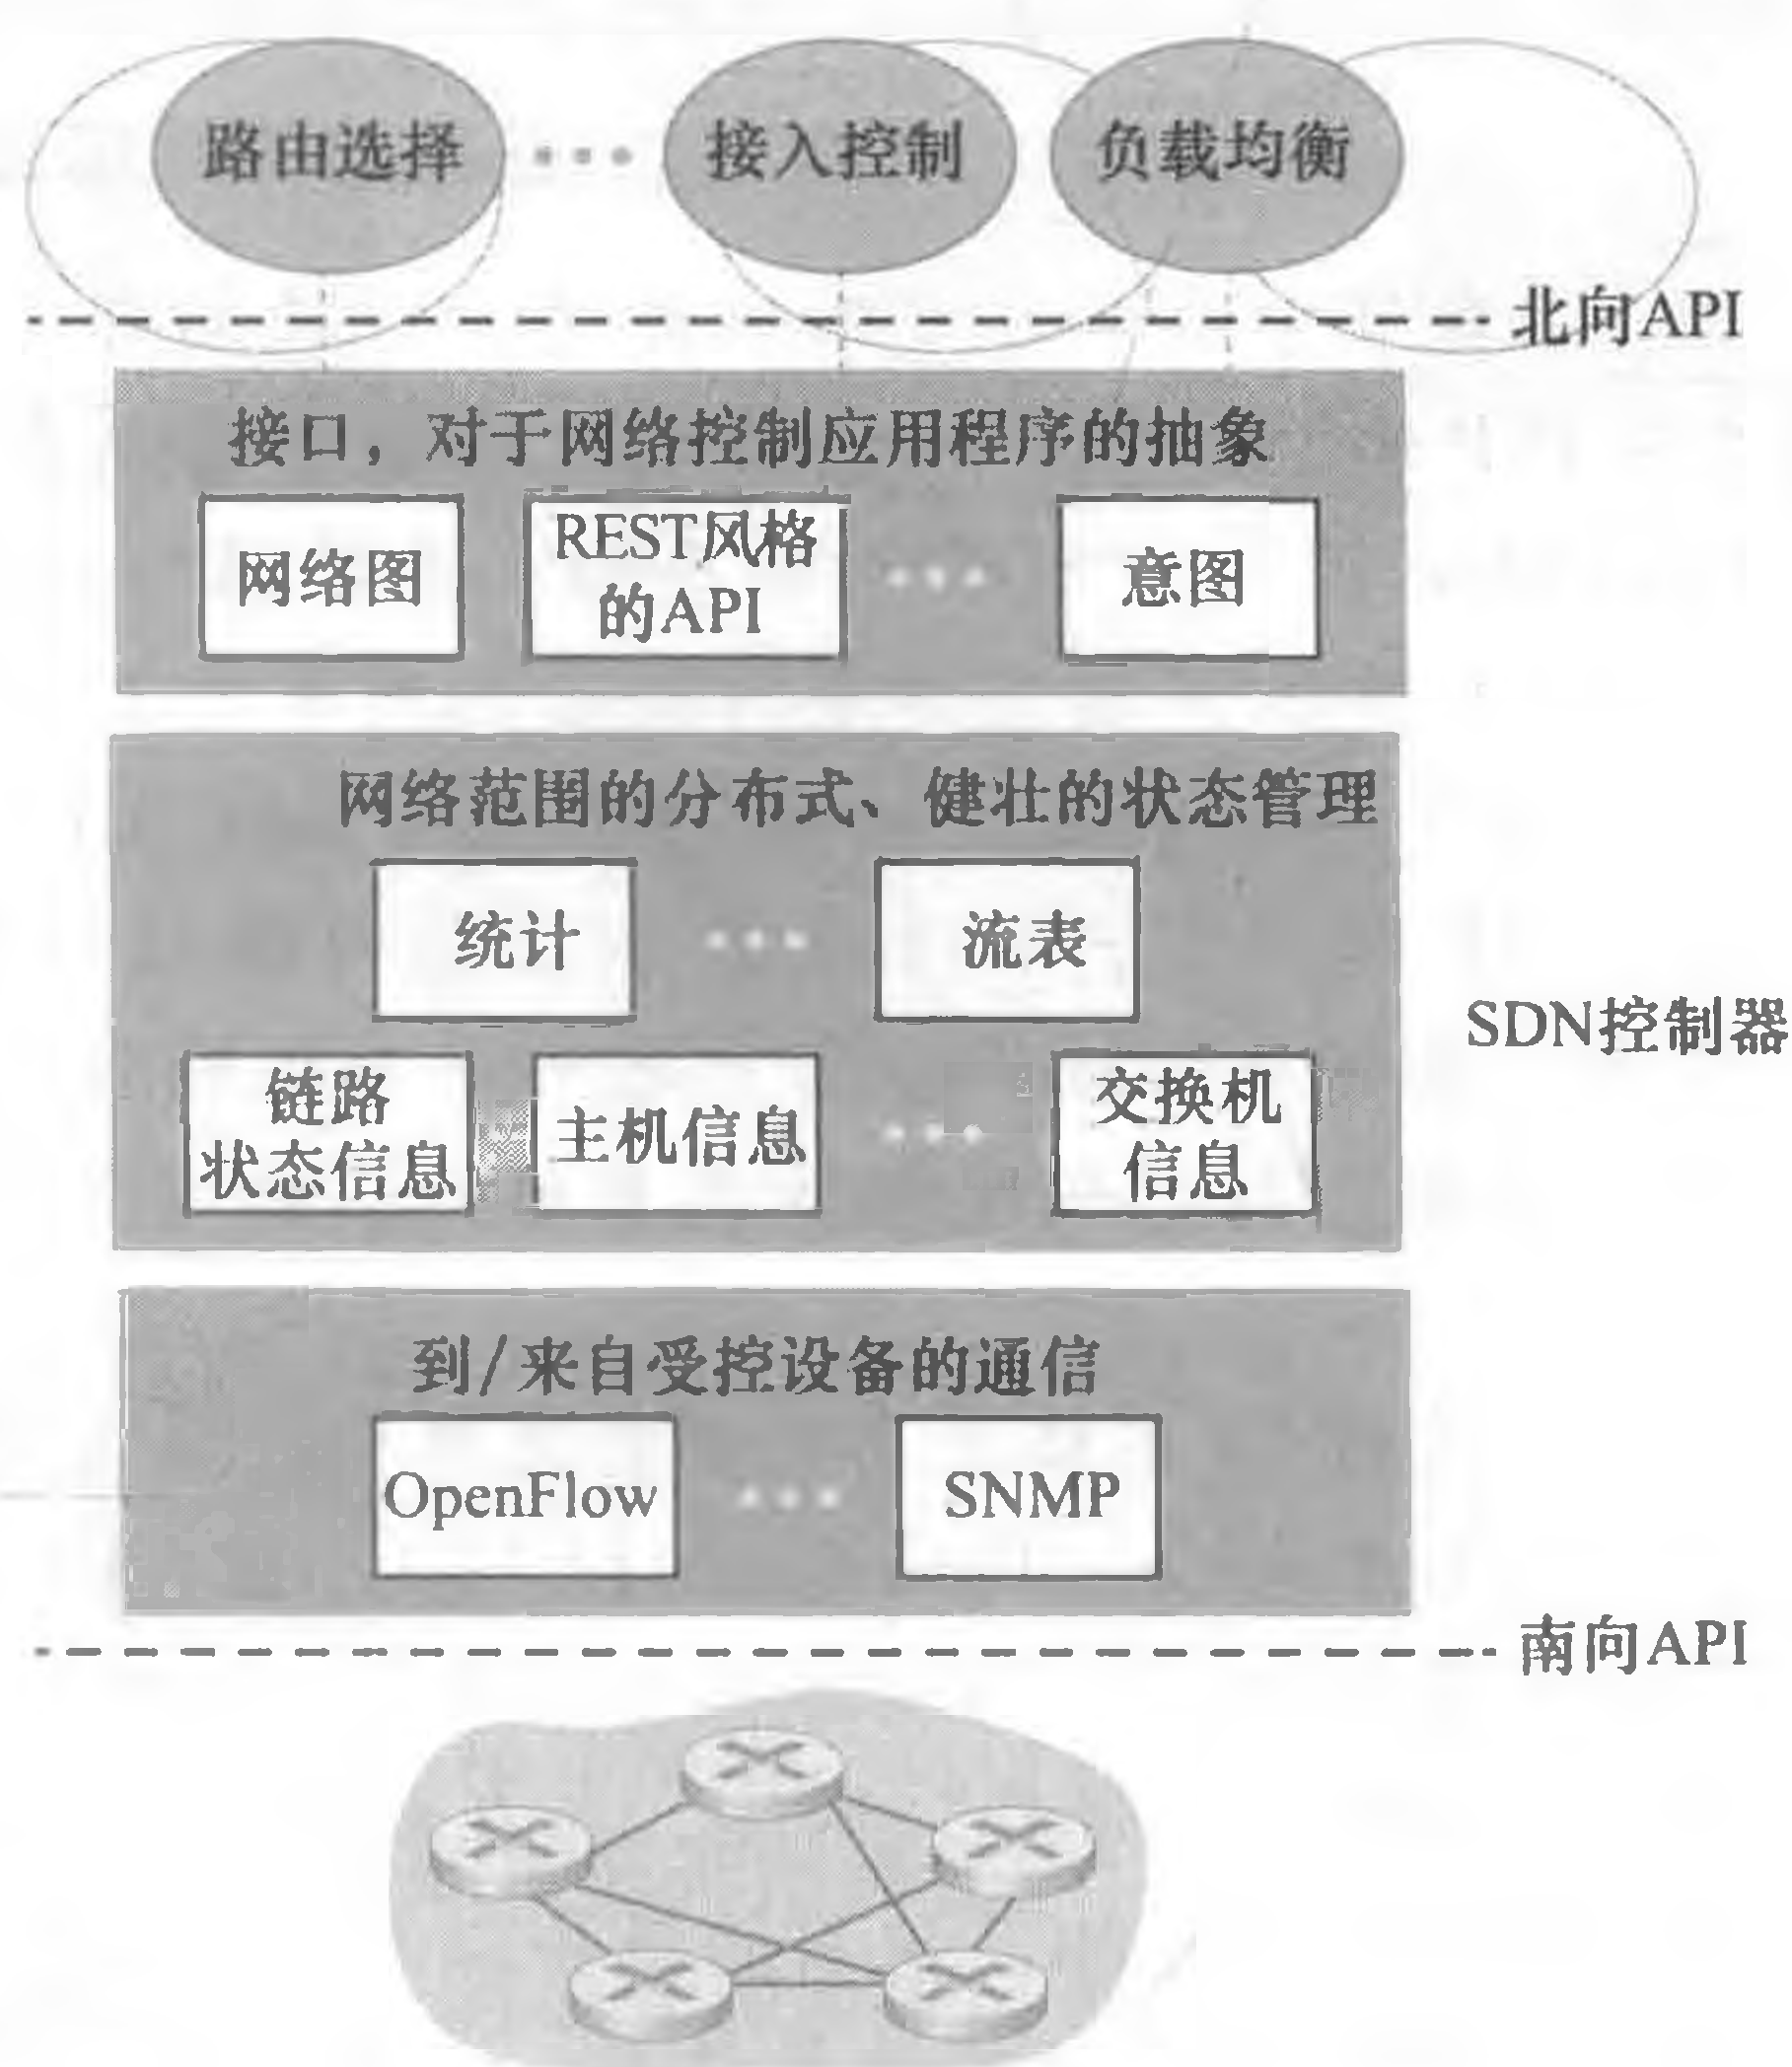 路由选择
接入控制
负载均衡
北向API
接口，对于网络控制应用程序的抽象
网络图
REST风格
的API
意图
网络范围的分布式、健壮的状态管理
统计
流表
SDN控制器
链路
状态信息
主机信息
交换机
信息
到/来自受控设备的通信
OpenFlow
SNMP
南向API